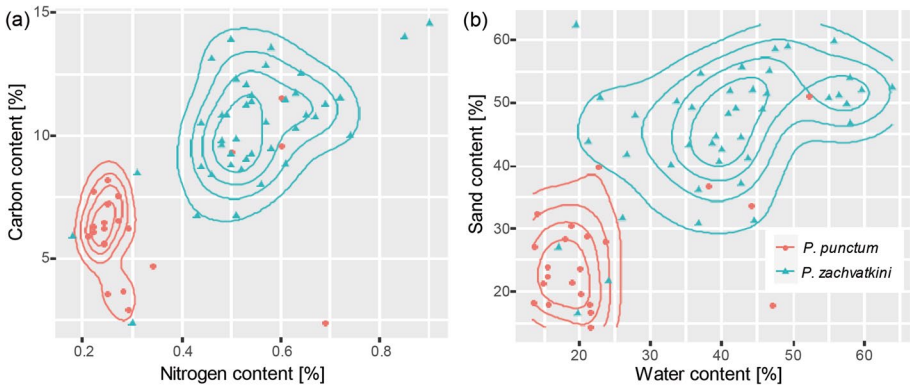 (a)
15
10
5
Carbon content [%]
0.2 0.4 0.6 0.8
Nitrogen content [%]
(b)
60
50
40
30
20
Sand content [%]
20 30 40 50 60
Water content [%]
P. punctum
P. zachvatkini